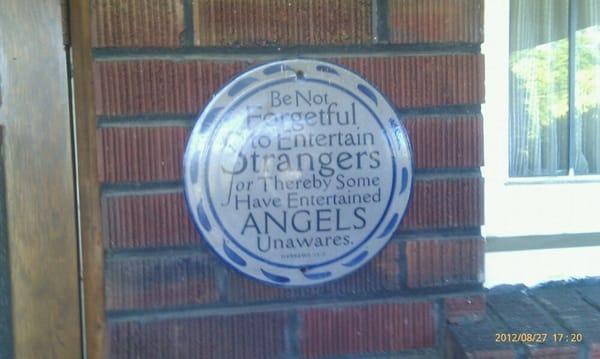 Be Not
Forgetful
to Entertain
Strangers
for Thereby Some
Have Entertained
ANGELS
Unawares.
2012/08/27 17:20